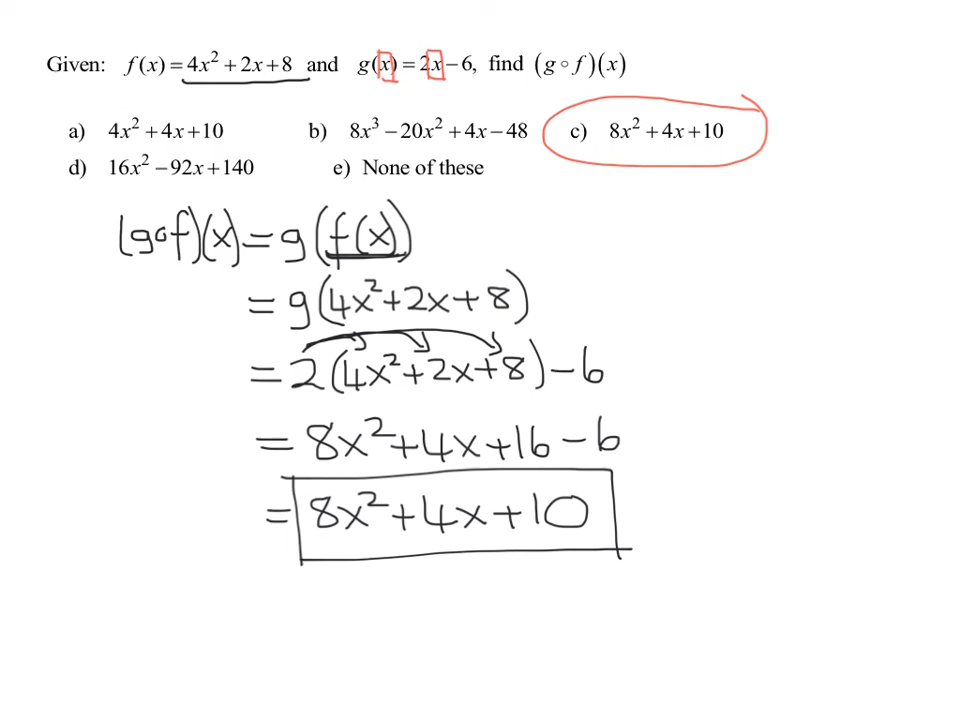 Given: f(x) = 4x² + 2x + 8 and g(x) = 2x − 6, find (g ∘ f)(x)
a) 4x² + 4x + 10 b) 8x³ − 20x² + 4x − 48 c) 8x² + 4x + 10
d) 16x² − 92x + 140 e) None of these
(g∘f)(x) = g(f(x))
= g(4x² + 2x + 8)
= 2(4x² + 2x + 8) − 6
= 8x² + 4x + 16 − 6
= 8x² + 4x + 10